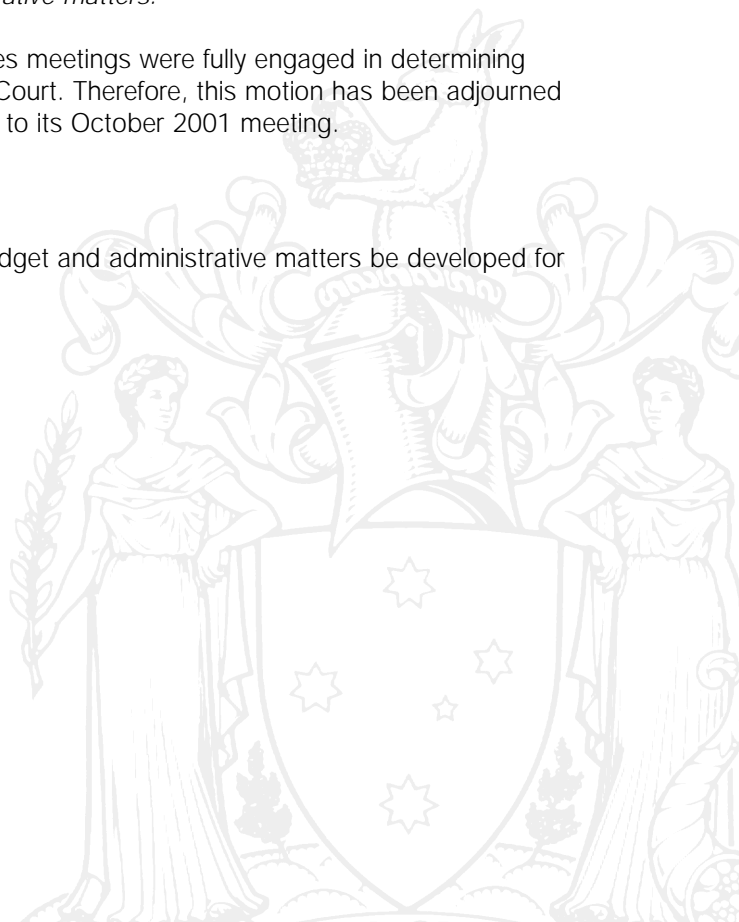 ative matters.
es meetings were fully engaged in determining
Court. Therefore, this motion has been adjourned
to its October 2001 meeting.
dget and administrative matters be developed for